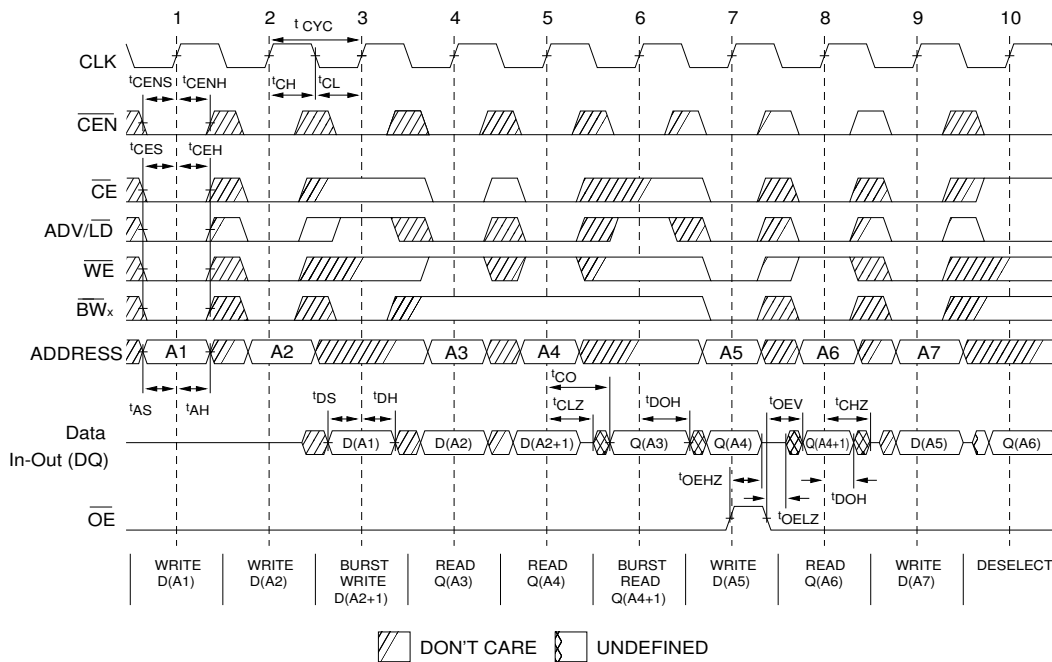 1 2 3 4 5 6 7 8 9 10
t CYC
CLK
tCENS tCENH tCH tCL
CEN
tCES tCEH
CE
ADV/LD
WE
BWx
ADDRESS A1 A2 A3 A4 A5 A6 A7
tCO
tAS tAH tDS tDH tCLZ tDOH tOEV tCHZ
Data
In-Out (DQ)
D(A1) D(A2) D(A2+1) Q(A3) Q(A4) Q(A4+1) D(A5) Q(A6)
tOEHZ tDOH
tOELZ
OE
WRITE D(A1)
WRITE D(A2)
BURST WRITE D(A2+1)
READ Q(A3)
READ Q(A4)
BURST READ Q(A4+1)
WRITE D(A5)
READ Q(A6)
WRITE D(A7)
DESELECT
DON'T CARE UNDEFINED